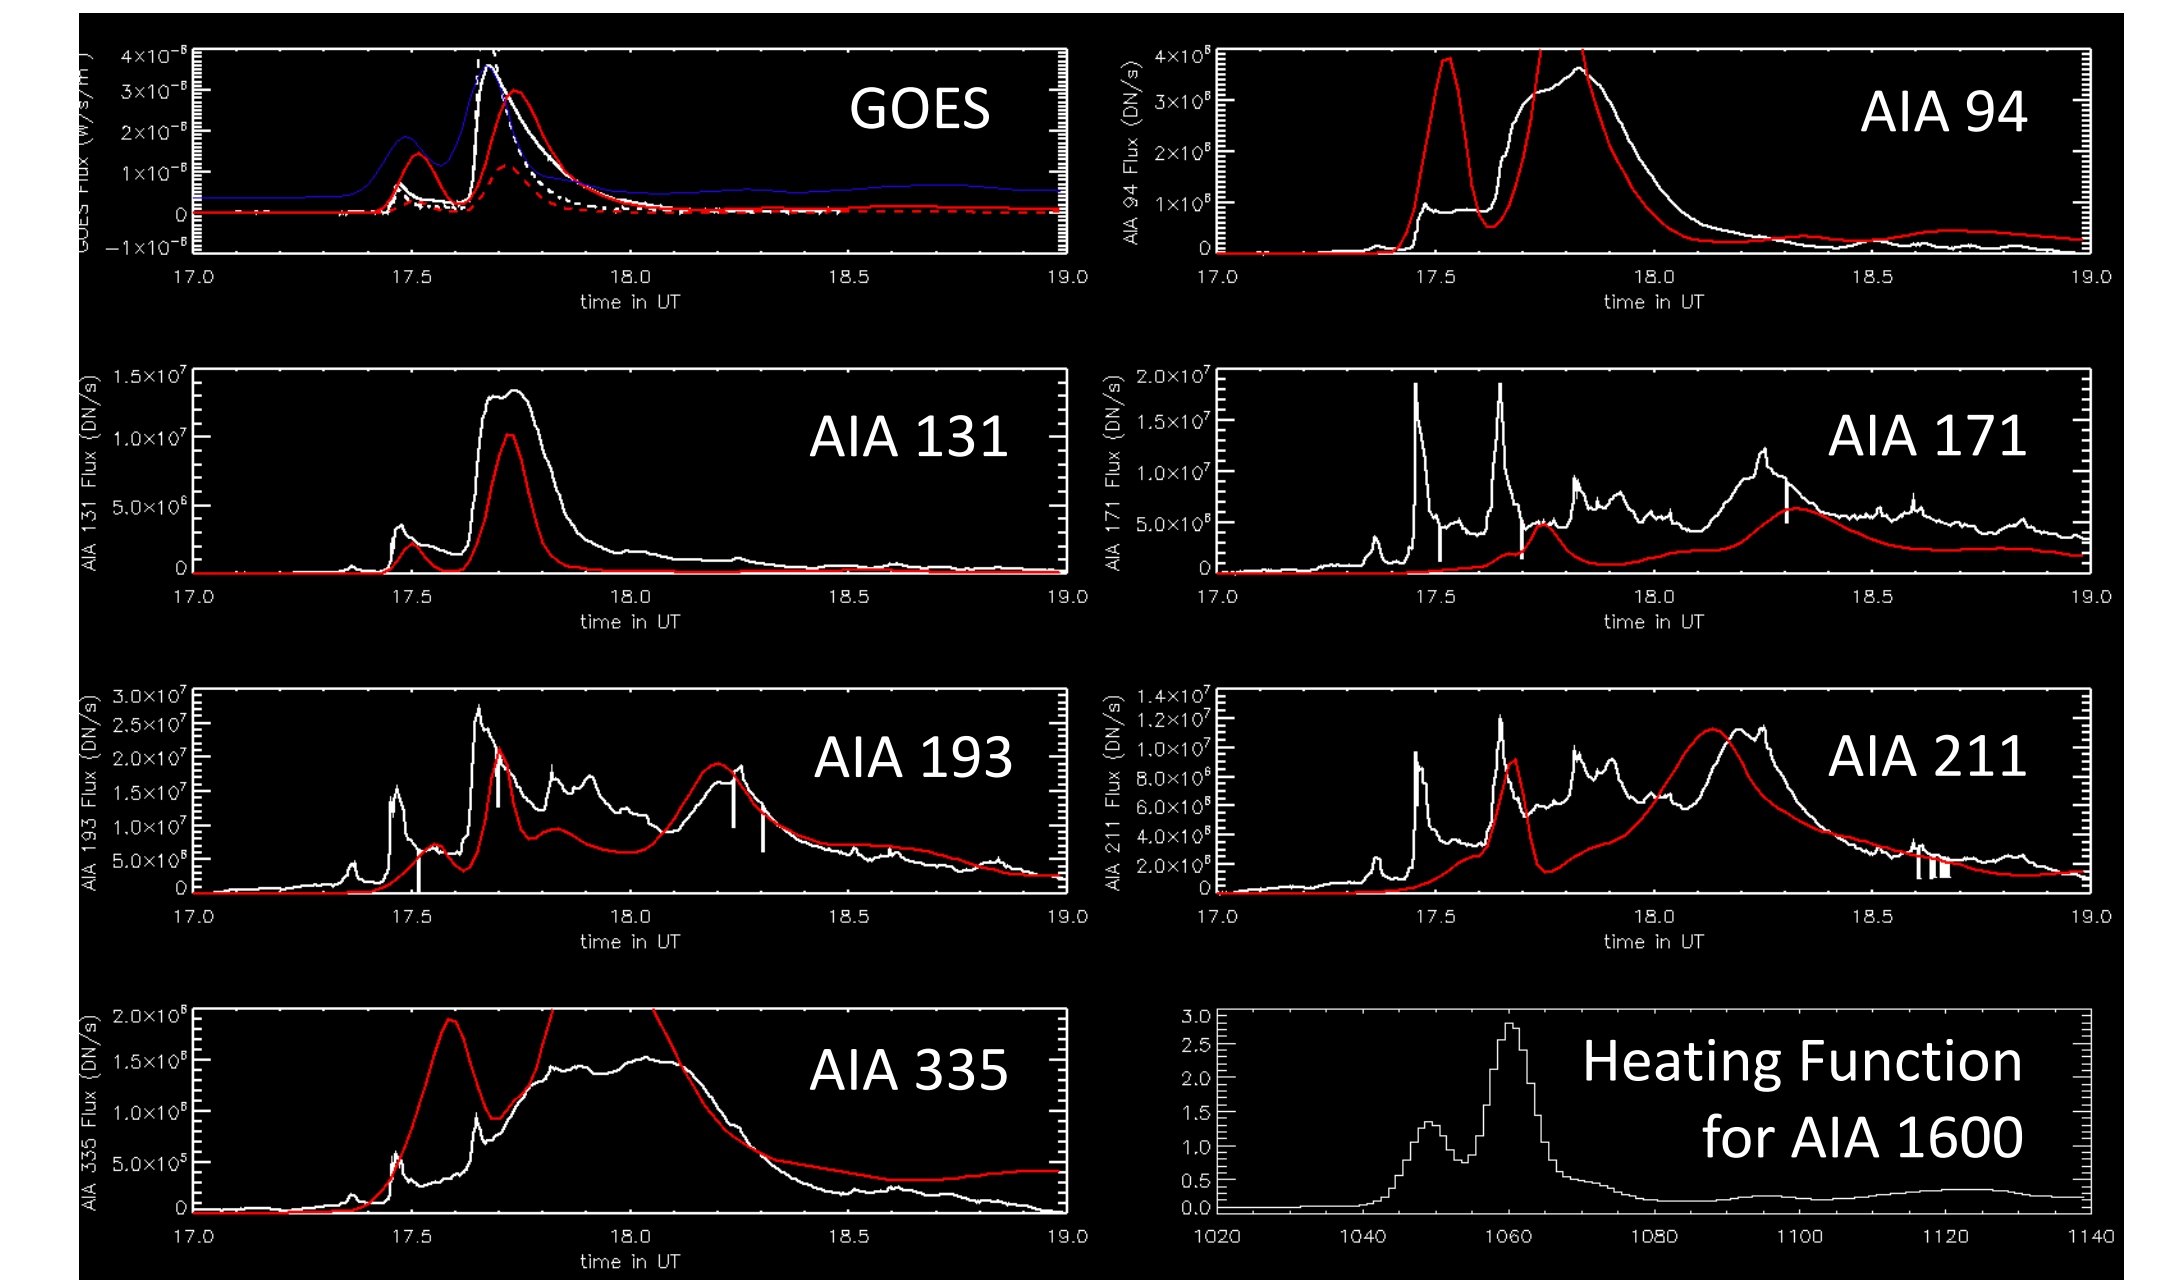 GOES
GOES Flux (W/s/m²)
4×10⁻⁶
3×10⁻⁶
2×10⁻⁶
1×10⁻⁶
0
−1×10⁻⁶
17.0 17.5 18.0 18.5 19.0
time in UT
AIA 94
AIA 94 Flux (DN/s)
4×10⁶
3×10⁶
2×10⁶
1×10⁶
0
17.0 17.5 18.0 18.5 19.0
time in UT
AIA 131
AIA 131 Flux (DN/s)
1.5×10⁷
1.0×10⁷
5.0×10⁶
0
17.0 17.5 18.0 18.5 19.0
time in UT
AIA 171
AIA 171 Flux (DN/s)
2.0×10⁷
1.5×10⁷
1.0×10⁷
5.0×10⁶
0
17.0 17.5 18.0 18.5 19.0
time in UT
AIA 193
AIA 193 Flux (DN/s)
3.0×10⁷
2.5×10⁷
2.0×10⁷
1.5×10⁷
1.0×10⁷
5.0×10⁶
0
17.0 17.5 18.0 18.5 19.0
time in UT
AIA 211
AIA 211 Flux (DN/s)
1.4×10⁷
1.2×10⁷
1.0×10⁷
8.0×10⁶
6.0×10⁶
4.0×10⁶
2.0×10⁶
0
17.0 17.5 18.0 18.5 19.0
time in UT
AIA 335
AIA 335 Flux (DN/s)
2.0×10⁶
1.5×10⁶
1.0×10⁶
5.0×10⁵
0
17.0 17.5 18.0 18.5 19.0
time in UT
Heating Function
for AIA 1600
3.0
2.5
2.0
1.5
1.0
0.5
0.0
1020 1040 1060 1080 1100 1120 1140